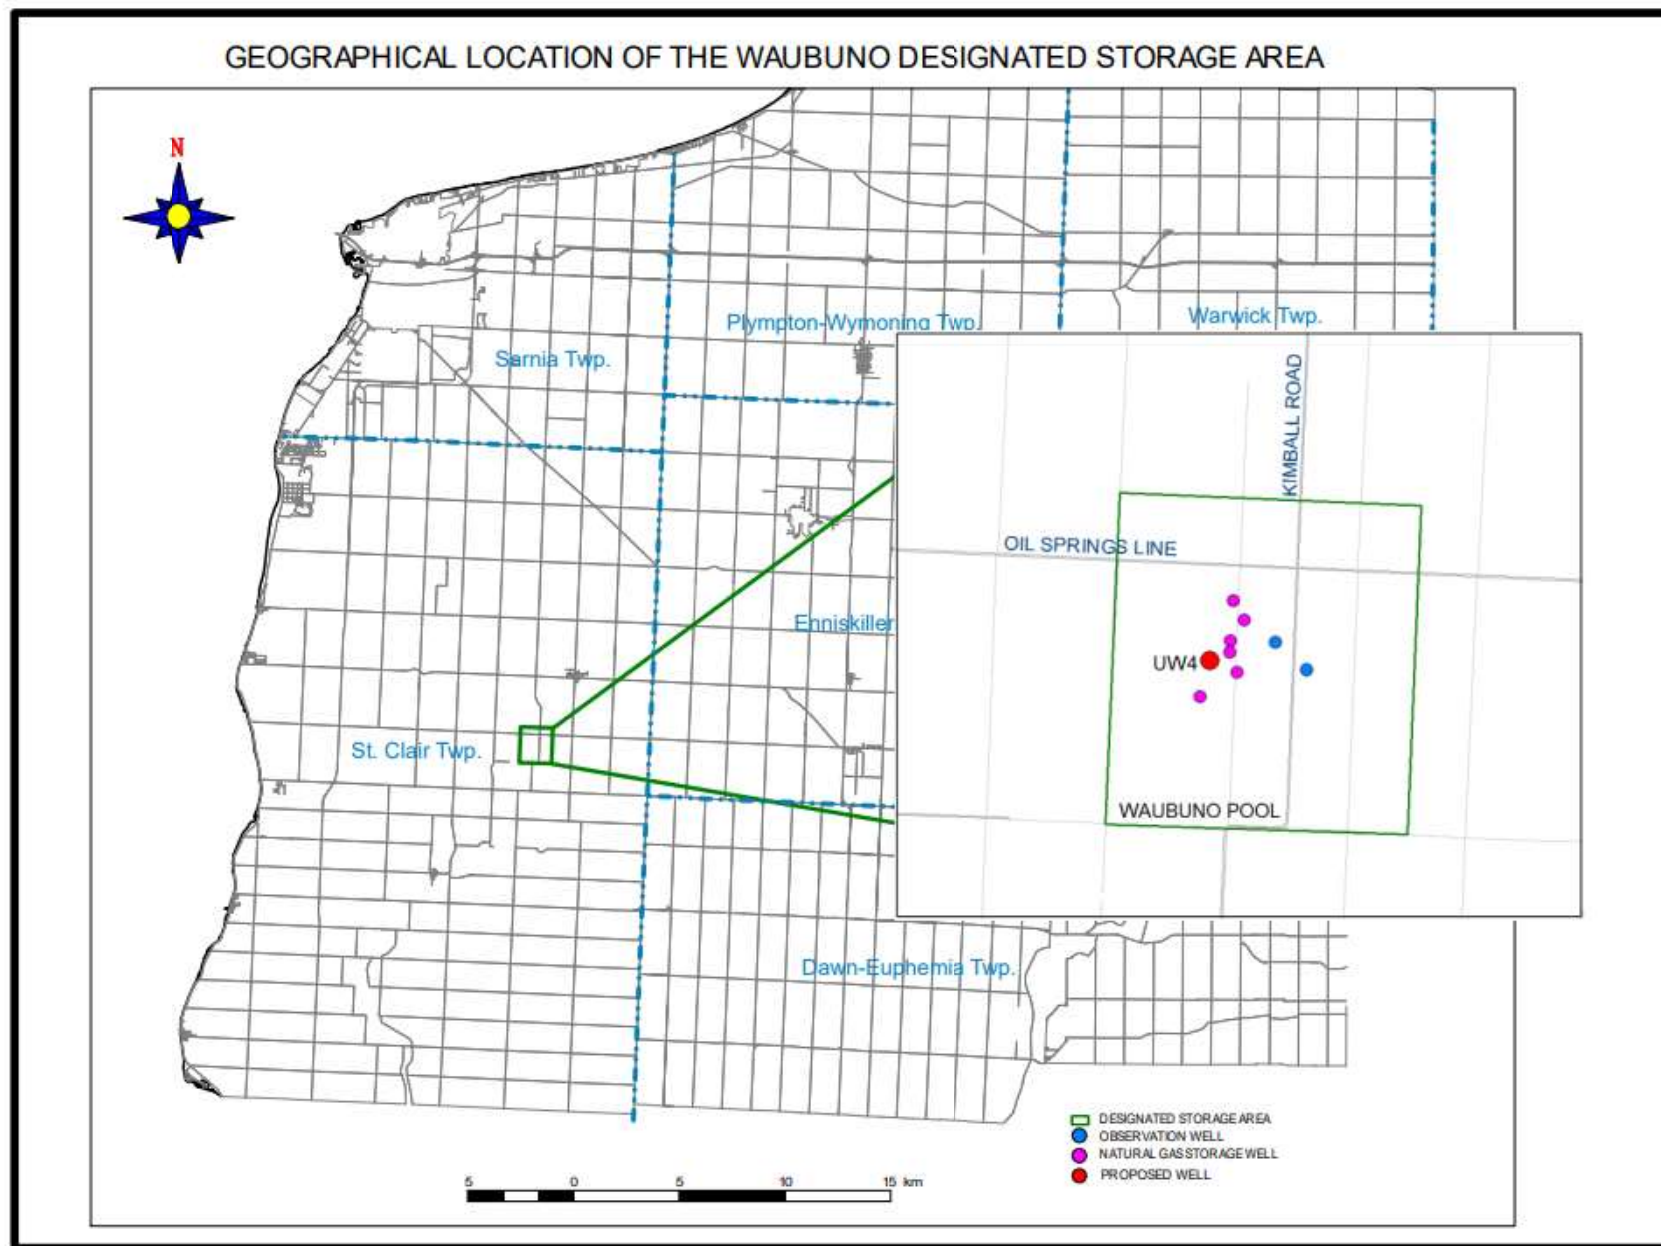 GEOGRAPHICAL LOCATION OF THE WAUBUNO DESIGNATED STORAGE AREA
N
Plympton-Wymoning Twp.
Warwick Twp.
Sarnia Twp.
KIMBALL ROAD
OIL SPRINGS LINE
Enniskillen
UW4
St. Clair Twp.
WAUBUNO POOL
Dawn-Euphemia Twp.
DESIGNATED STORAGE AREA
OBSERVATION WELL
NATURAL GAS STORAGE WELL
PROPOSED WELL
5 0 5 10 15 km